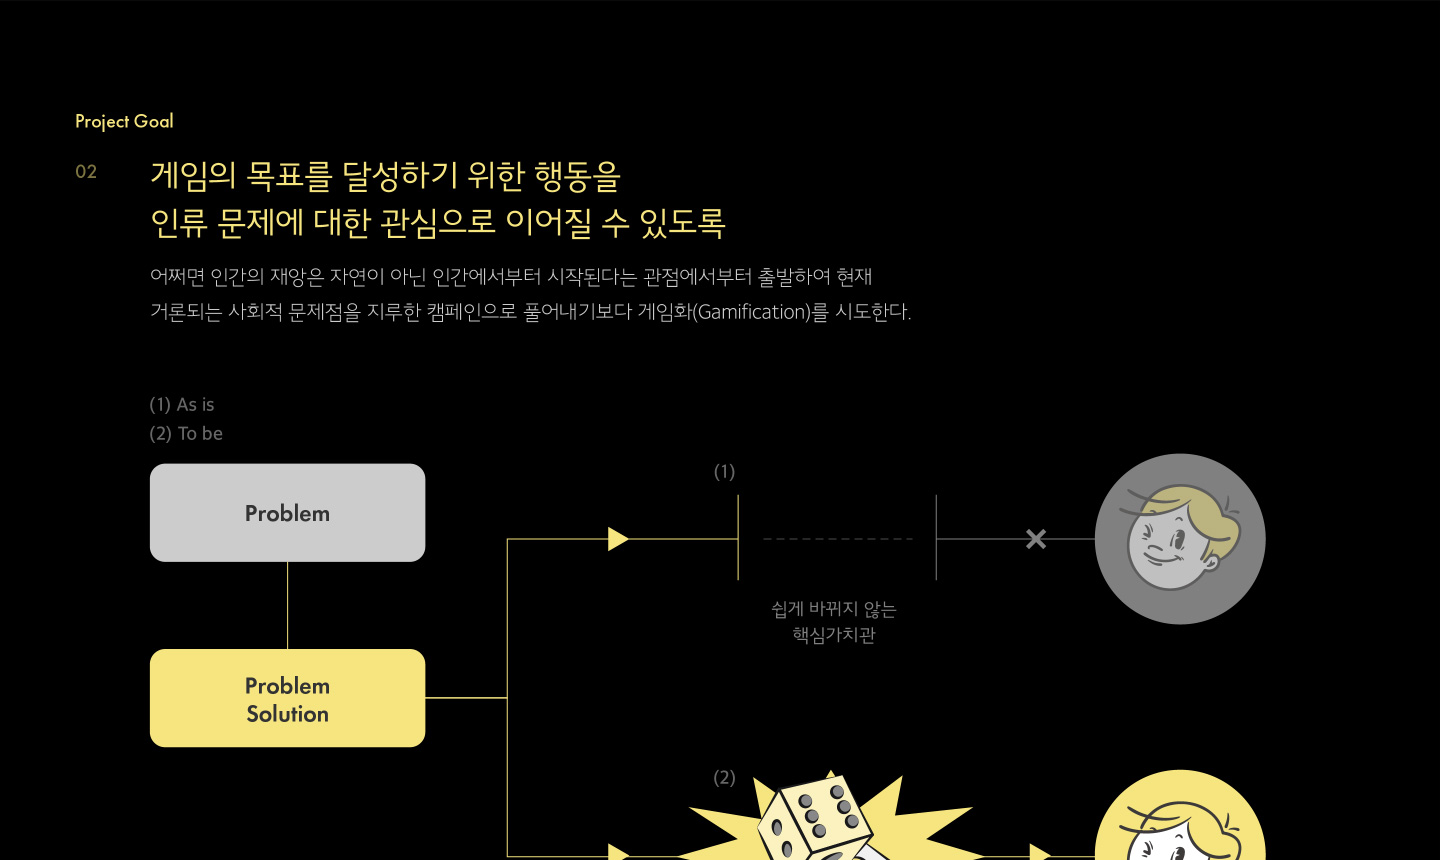 Project Goal
02
게임의 목표를 달성하기 위한 행동을
인류 문제에 대한 관심으로 이어질 수 있도록
어쩌면 인간의 재앙은 자연이 아닌 인간에서부터 시작된다는 관점에서부터 출발하여 현재
거론되는 사회적 문제점을 지루한 캠페인으로 풀어내기보다 게임화(Gamification)를 시도한다.
(1) As is
(2) To be
Problem
(1)
쉽게 바뀌지 않는
핵심가치관
Problem
Solution
(2)